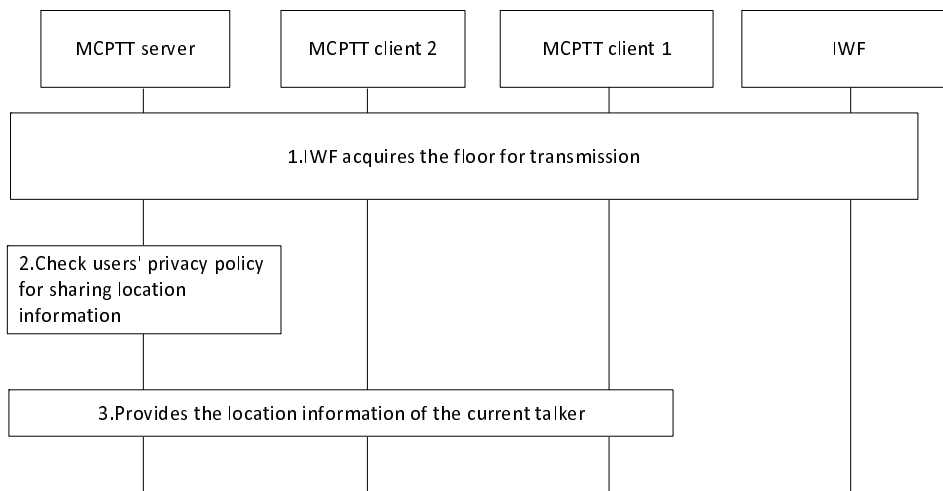 MCPTT server
MCPTT client 2
MCPTT client 1
IWF
1.IWF acquires the floor for transmission
2.Check users' privacy policy
for sharing location
information
3.Provides the location information of the current talker